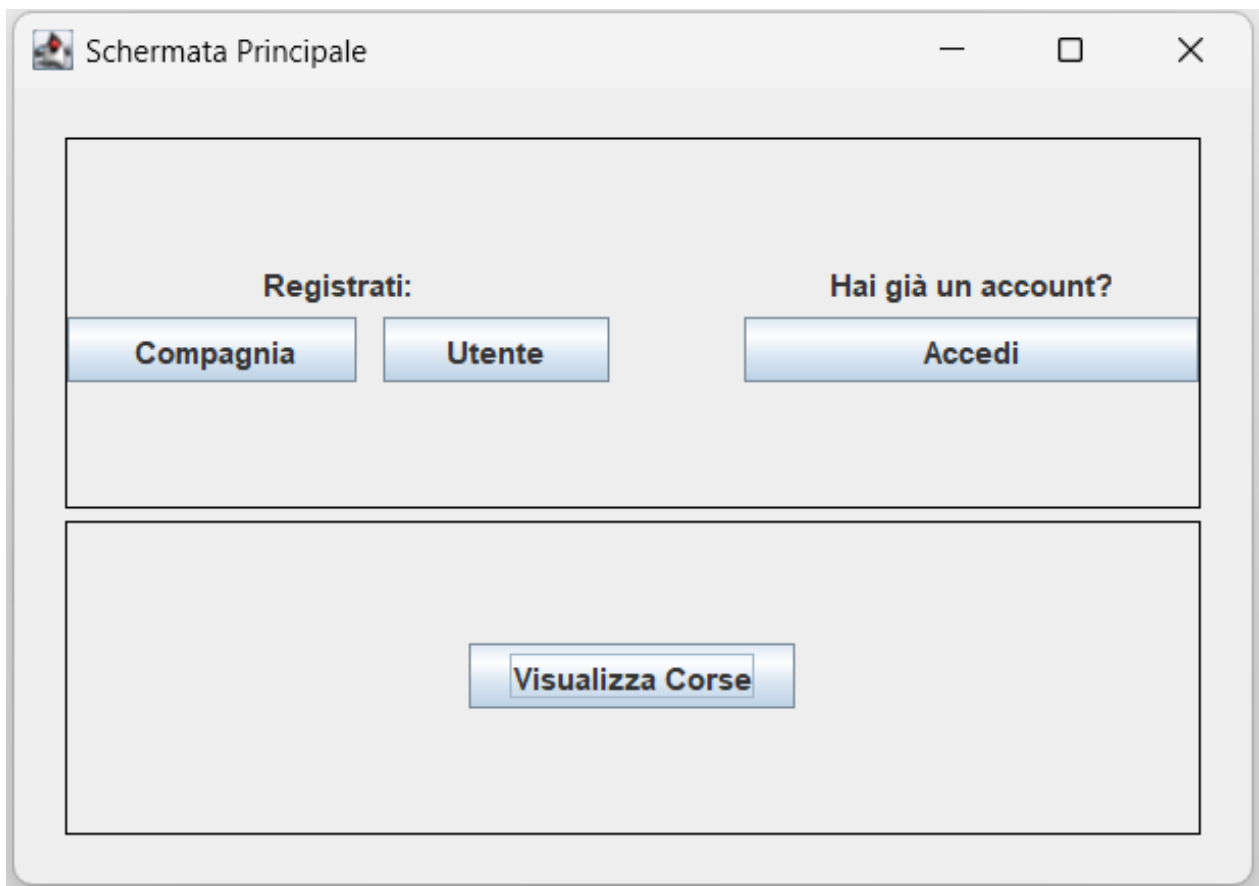 Schermata Principale
Registrati:
Hai già un account?
Compagnia
Utente
Accedi
Visualizza Corse